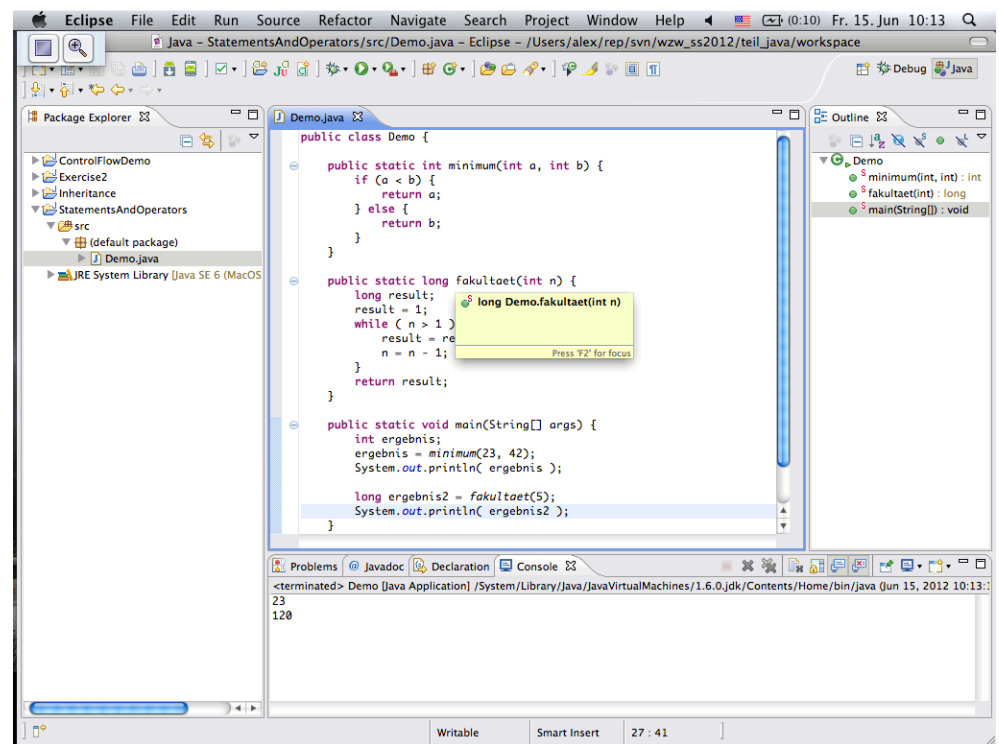 Eclipse File Edit Run Source Refactor Navigate Search Project Window Help (0:10) Fr. 15. Jun 10:13
Java – StatementsAndOperators/src/Demo.java – Eclipse – /Users/alex/rep/svn/wzw_ss2012/teil_java/workspace
Debug Java
Package Explorer
ControlFlowDemo
Exercise2
Inheritance
StatementsAndOperators
src
(default package)
Demo.java
JRE System Library [Java SE 6 (MacOS
Demo.java
public class Demo {
public static int minimum(int a, int b) {
if (a < b) {
return a;
} else {
return b;
}
}
public static long fakultaet(int n) {
long result;
result = 1;
while ( n > 1 )
result = re
n = n - 1;
}
return result;
}
long Demo.fakultaet(int n)
Press 'F2' for focus
public static void main(String[] args) {
int ergebnis;
ergebnis = minimum(23, 42);
System.out.println( ergebnis );
long ergebnis2 = fakultaet(5);
System.out.println( ergebnis2 );
}
Outline
Demo
minimum(int, int) : int
fakultaet(int) : long
main(String[]) : void
Problems @ Javadoc Declaration Console
<terminated> Demo [Java Application] /System/Library/Java/JavaVirtualMachines/1.6.0.jdk/Contents/Home/bin/java (Jun 15, 2012 10:13:
23
120
Writable Smart Insert 27 : 41